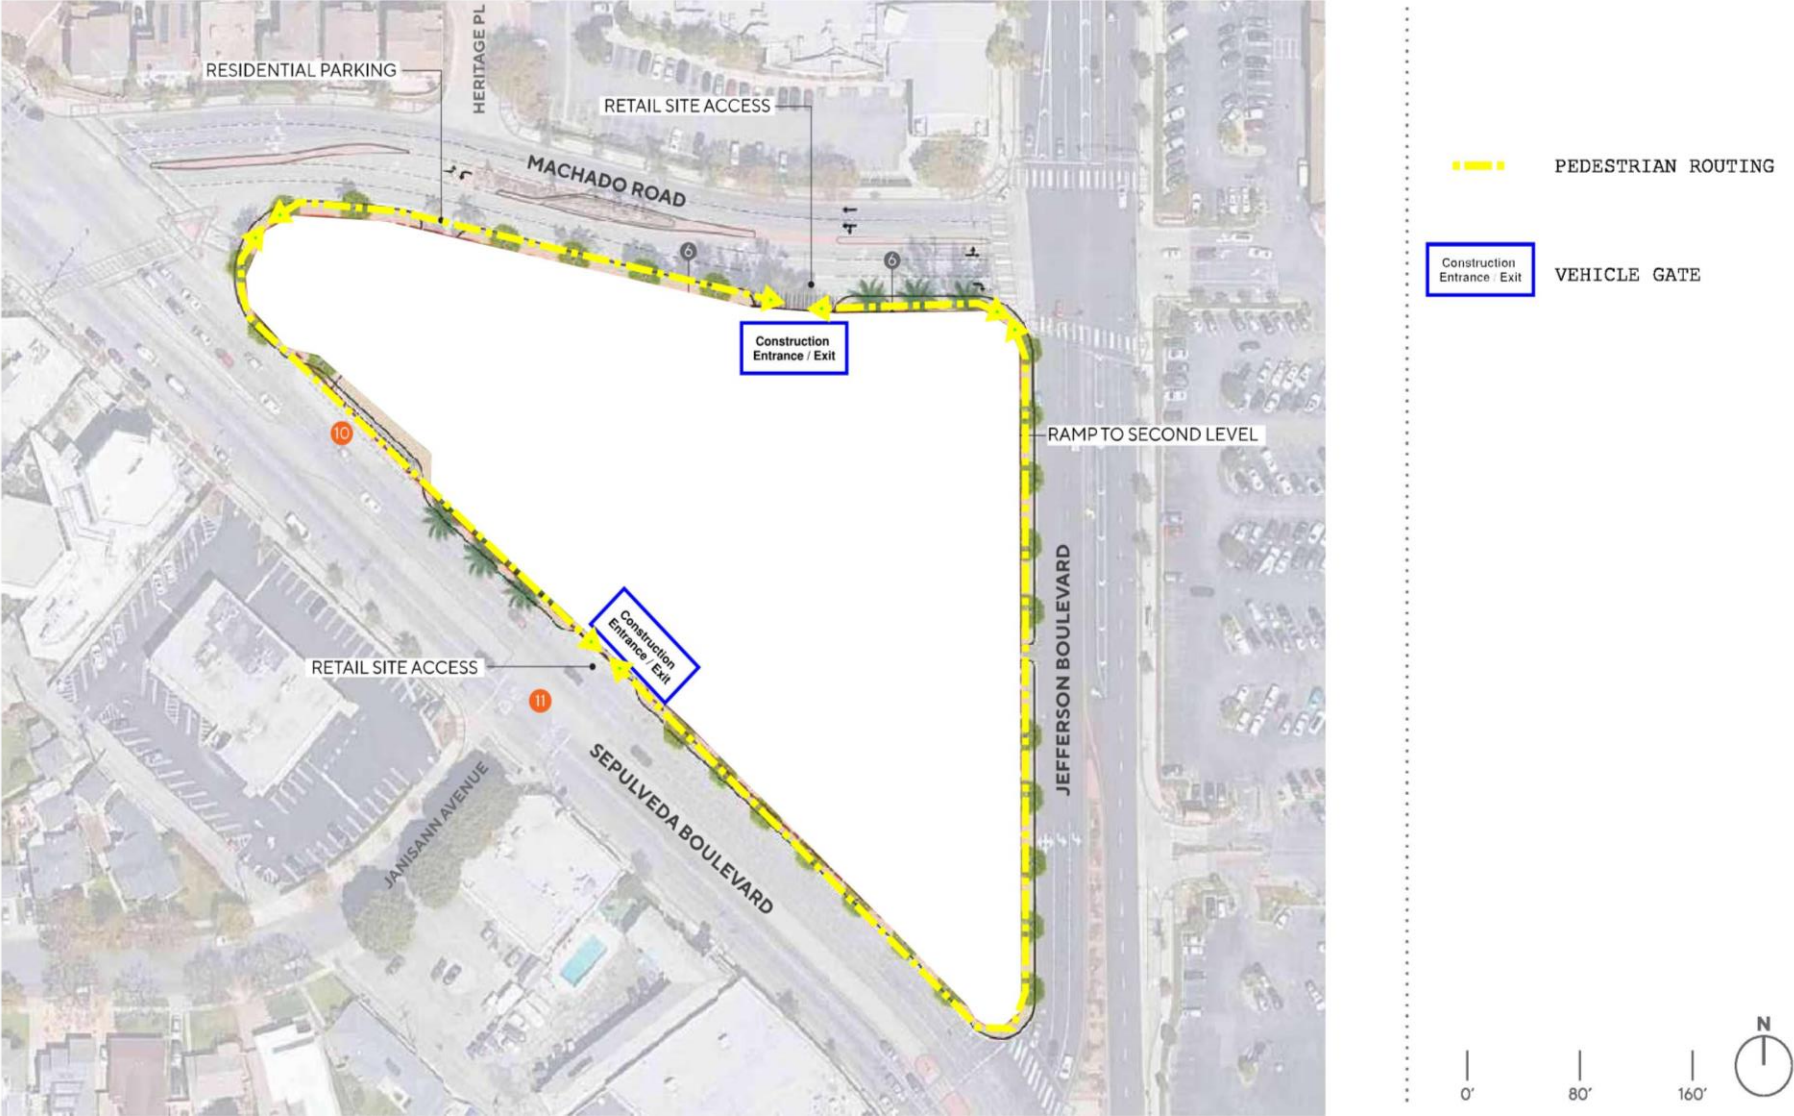 HERITAGE PL
RESIDENTIAL PARKING
RETAIL SITE ACCESS
MACHADO ROAD
6
6
Construction
Entrance / Exit
10
RAMP TO SECOND LEVEL
JEFFERSON BOULEVARD
Construction
Entrance / Exit
RETAIL SITE ACCESS
11
SEPULVEDA BOULEVARD
JANISANN AVENUE
PEDESTRIAN ROUTING
Construction
Entrance / Exit
VEHICLE GATE
N
0'
80'
160'